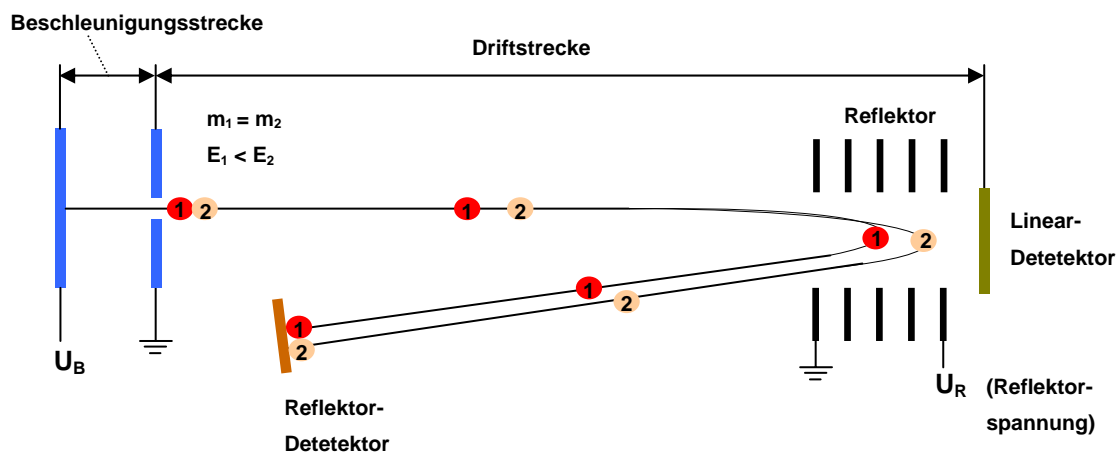 Beschleunigungsstrecke
Driftstrecke
m₁ = m₂
E₁ < E₂
Reflektor
1 2
1 2
1 2
Linear-
Detetektor
1
2
1
2
U_B
U_R (Reflektor-
spannung)
Reflektor-
Detetektor